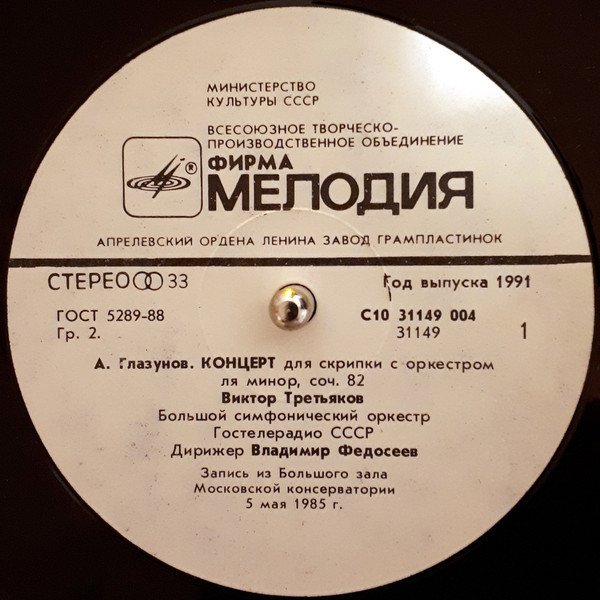 МИНИСТЕРСТВО
КУЛЬТУРЫ СССР
ВСЕСОЮЗНОЕ ТВОРЧЕСКО-
ПРОИЗВОДСТВЕННОЕ ОБЪЕДИНЕНИЕ
® ФИРМА
МЕЛОДИЯ
АПРЕЛЕВСКИЙ ОРДЕНА ЛЕНИНА ЗАВОД ГРАМПЛАСТИНОК
СТЕРЕО 33 Год выпуска 1991
ГОСТ 5289-88 С10 31149 004
Гр. 2. 31149 1
А. Глазунов. КОНЦЕРТ для скрипки с оркестром
ля минор, соч. 82
Виктор Третьяков
Большой симфонический оркестр
Гостелерадио СССР
Дирижер Владимир Федосеев
Запись из Большого зала
Московской консерватории
5 мая 1985 г.